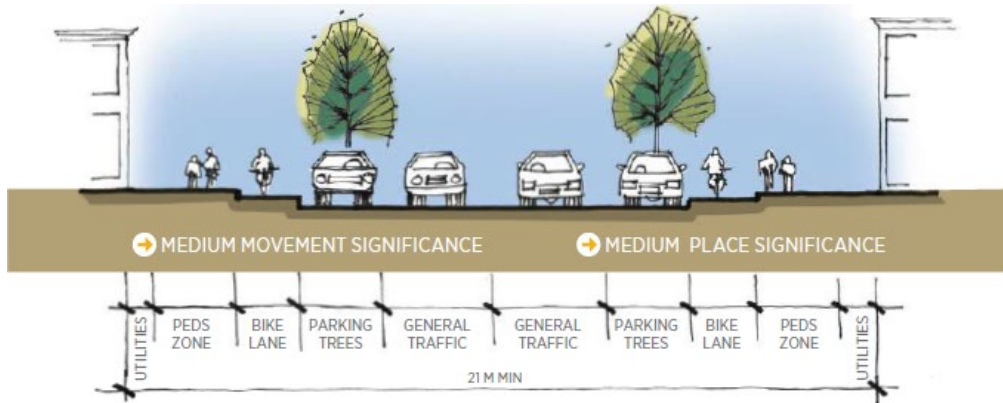 MEDIUM MOVEMENT SIGNIFICANCE
MEDIUM PLACE SIGNIFICANCE
UTILITIES
PEDS
ZONE
BIKE
LANE
PARKING
TREES
GENERAL
TRAFFIC
GENERAL
TRAFFIC
PARKING
TREES
BIKE
LANE
PEDS
ZONE
UTILITIES
21 M MIN